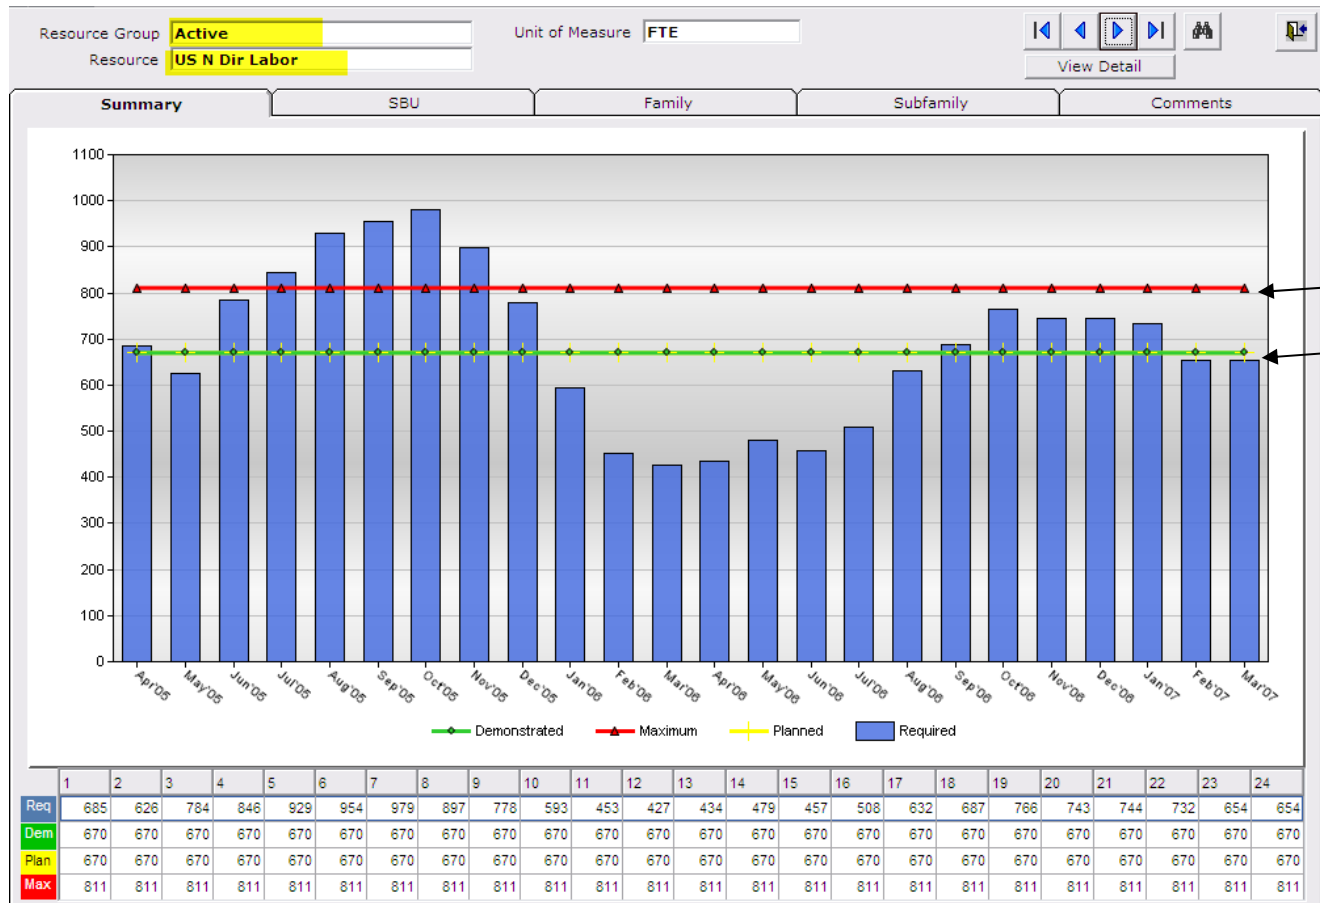 Resource Group Active Unit of Measure FTE
Resource US N Dir Labor
View Detail
Summary SBU Family Subfamily Comments
1100
1000
900
800
700
600
500
400
300
200
100
0
Apr'05 May'05 Jun'05 Jul'05 Aug'05 Sep'05 Oct'05 Nov'05 Dec'05 Jan'06 Feb'06 Mar'06 Apr'06 May'06 Jun'06 Jul'06 Aug'06 Sep'06 Oct'06 Nov'06 Dec'06 Jan'07 Feb'07 Mar'07
Demonstrated Maximum Planned Required
1 2 3 4 5 6 7 8 9 10 11 12 13 14 15 16 17 18 19 20 21 22 23 24
Req 685 626 784 846 929 954 979 897 778 593 453 427 434 479 457 508 632 687 766 743 744 732 654 654
Dem 670 670 670 670 670 670 670 670 670 670 670 670 670 670 670 670 670 670 670 670 670 670 670 670
Plan 670 670 670 670 670 670 670 670 670 670 670 670 670 670 670 670 670 670 670 670 670 670 670 670
Max 811 811 811 811 811 811 811 811 811 811 811 811 811 811 811 811 811 811 811 811 811 811 811 811